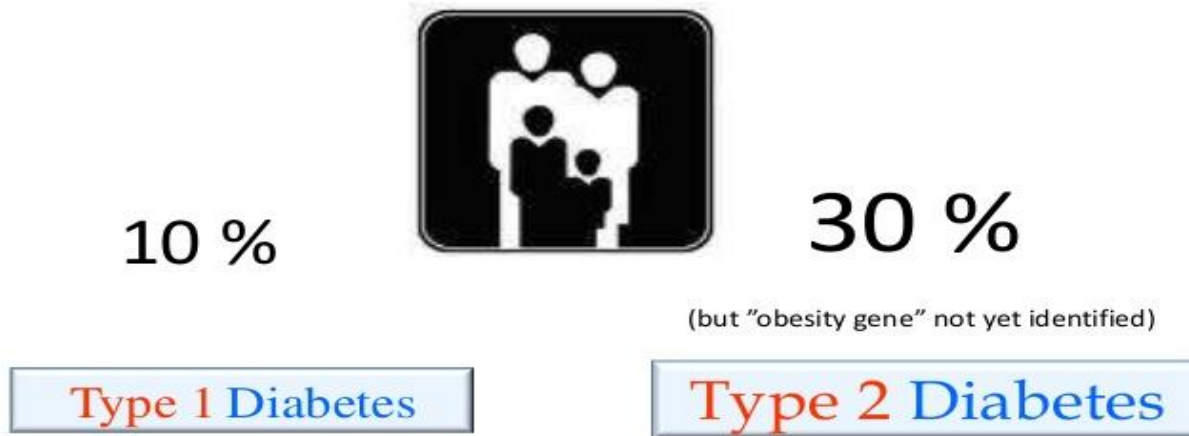 10 %
30 %
(but ”obesity gene” not yet identified)
Type 1 Diabetes
Type 2 Diabetes